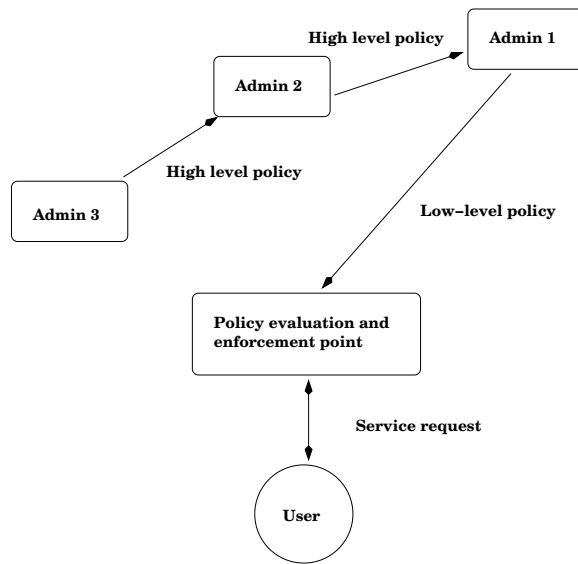 High level policy
Admin 1
Admin 2
High level policy
Admin 3
Low-level policy
Policy evaluation and
enforcement point
Service request
User